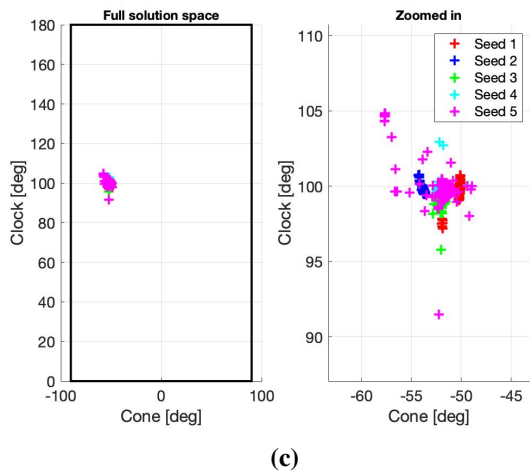 Full solution space
180
160
140
120
100
80
60
40
20
0
Clock [deg]
-100
0
100
Cone [deg]
Zoomed in
110
105
100
95
90
Clock [deg]
-60
-55
-50
-45
Cone [deg]
Seed 1
Seed 2
Seed 3
Seed 4
Seed 5
(c)